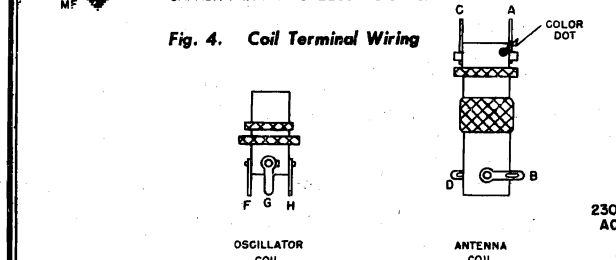 MF
Fig. 4. Coil Terminal Wiring
C A
COLOR
DOT
D B
F G H
230
AC
OSCILLATOR
COIL
ANTENNA
COIL